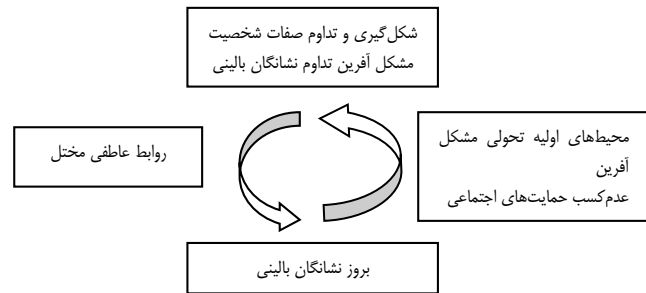 شکل‌گیری و تداوم صفات شخصیت
مشکل آفرین تداوم نشانگان بالینی
محیط‌های اولیه تحولی مشکل
آفرین
عدم‌کسب حمایت‌های اجتماعی
روابط عاطفی مختل
بروز نشانگان بالینی